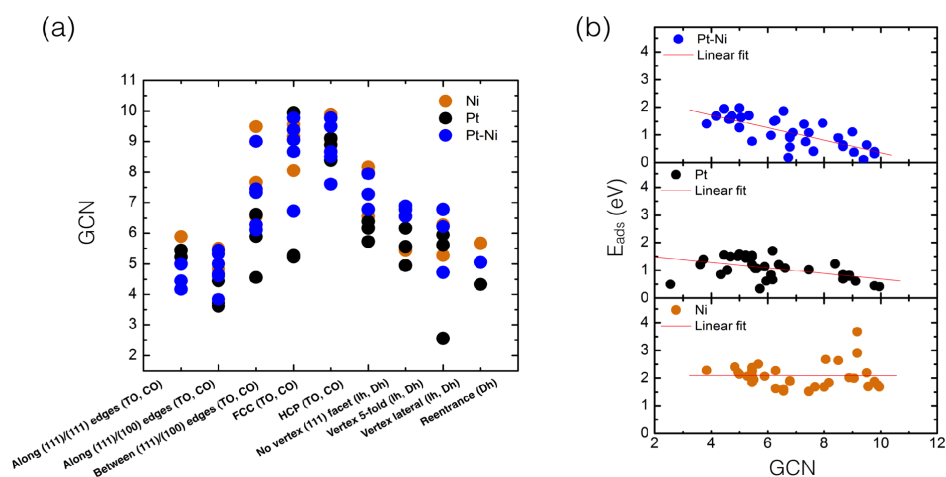 (a)
GCN
11
10
9
8
7
6
5
4
3
2
Ni
Pt
Pt-Ni
Along (111)/(111) edges (TO, CO)
Along (111)/(100) edges (TO, CO)
Between (111)/(100) edges (TO, CO)
FCC (TO, CO)
HCP (TO, CO)
No vertex (111) facet (Ih, Dh)
Vertex 5-fold (Ih, Dh)
Vertex lateral (Ih, Dh)
Reentrance (Dh)
(b)
E_ads (eV)
5
4
3
2
1
0
Pt-Ni
Linear fit
4
3
2
1
0
Pt
Linear fit
4
3
2
1
0
Ni
Linear fit
2 4 6 8 10 12
GCN